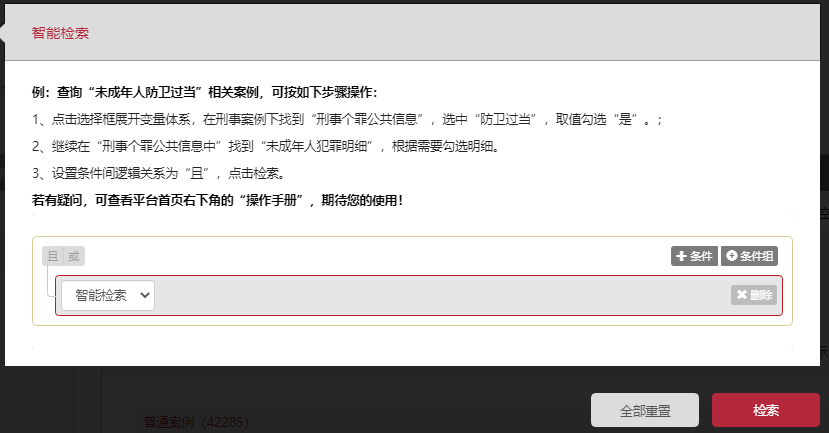 智能检索
例：查询“未成年人防卫过当”相关案例，可按如下步骤操作：
1、点击选择框展开变量体系，在刑事案例下找到“刑事个罪公共信息”，选中“防卫过当”，取值勾选“是”。；
2、继续在“刑事个罪公共信息中”找到“未成年人犯罪明细”，根据需要勾选明细。
3、设置条件间逻辑关系为“且”，点击检索。
若有疑问，可查看平台首页右下角的“操作手册”，期待您的使用！
且 或 条件 条件组
智能检索 删除
全部重置 检索
普通案例（42285）